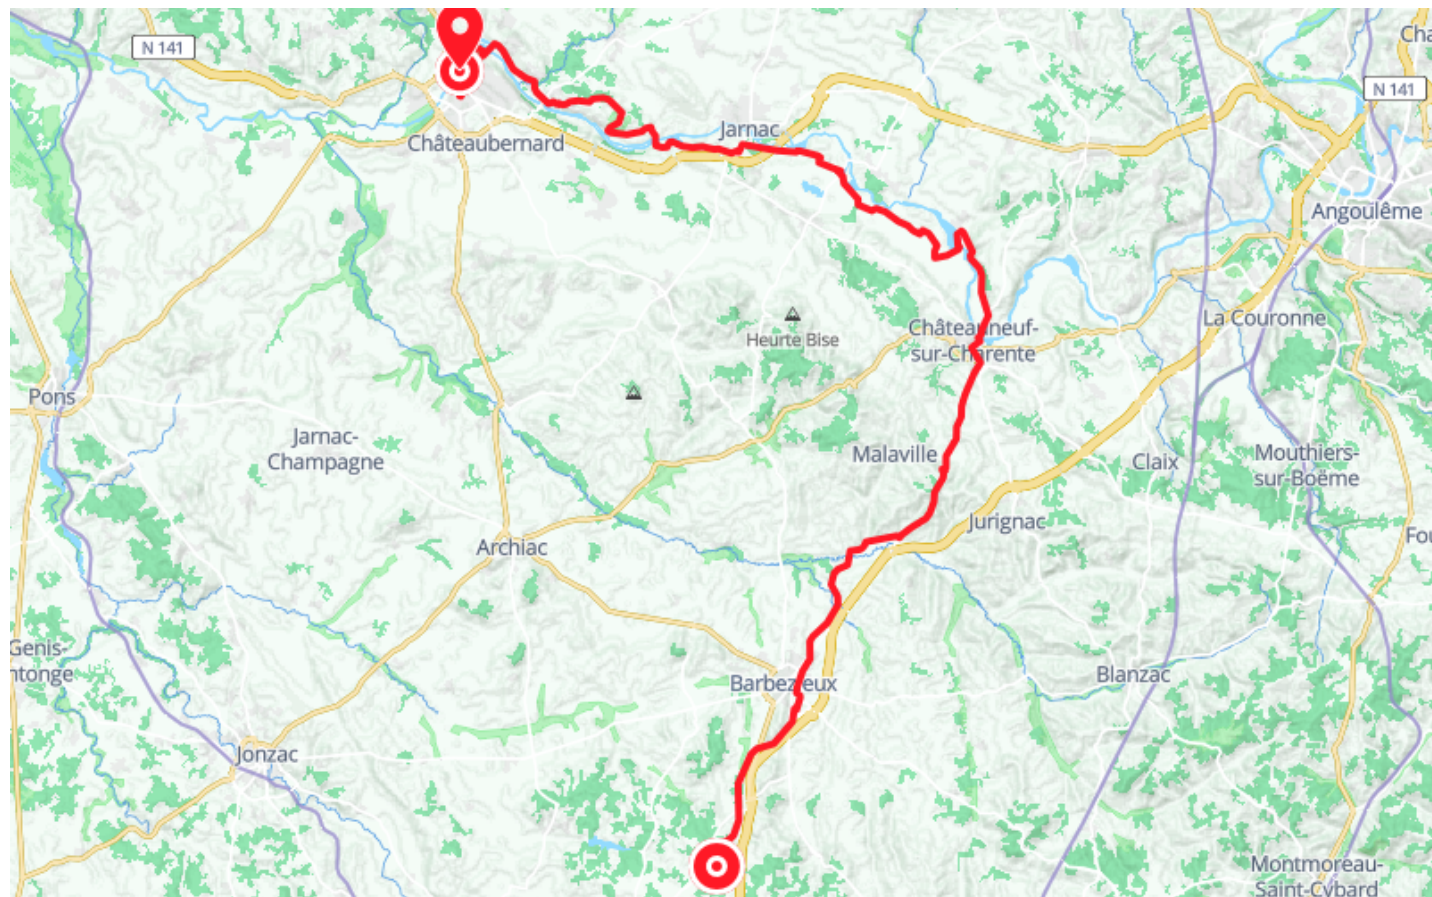 N 141
Cha
N 141
Jarnac
Châteaubernard
Angoulême
La Couronne
Châteauneuf-
sur-Charente
Heurte Bise
Pons
Jarnac-
Champagne
Malaville
Claix
Mouthiers-
sur-Boëme
Jurignac
Archiac
Fou
Genis-
ntonge
Barbezieux
Blanzac
Jonzac
Montmoreau-
Saint-Cybard